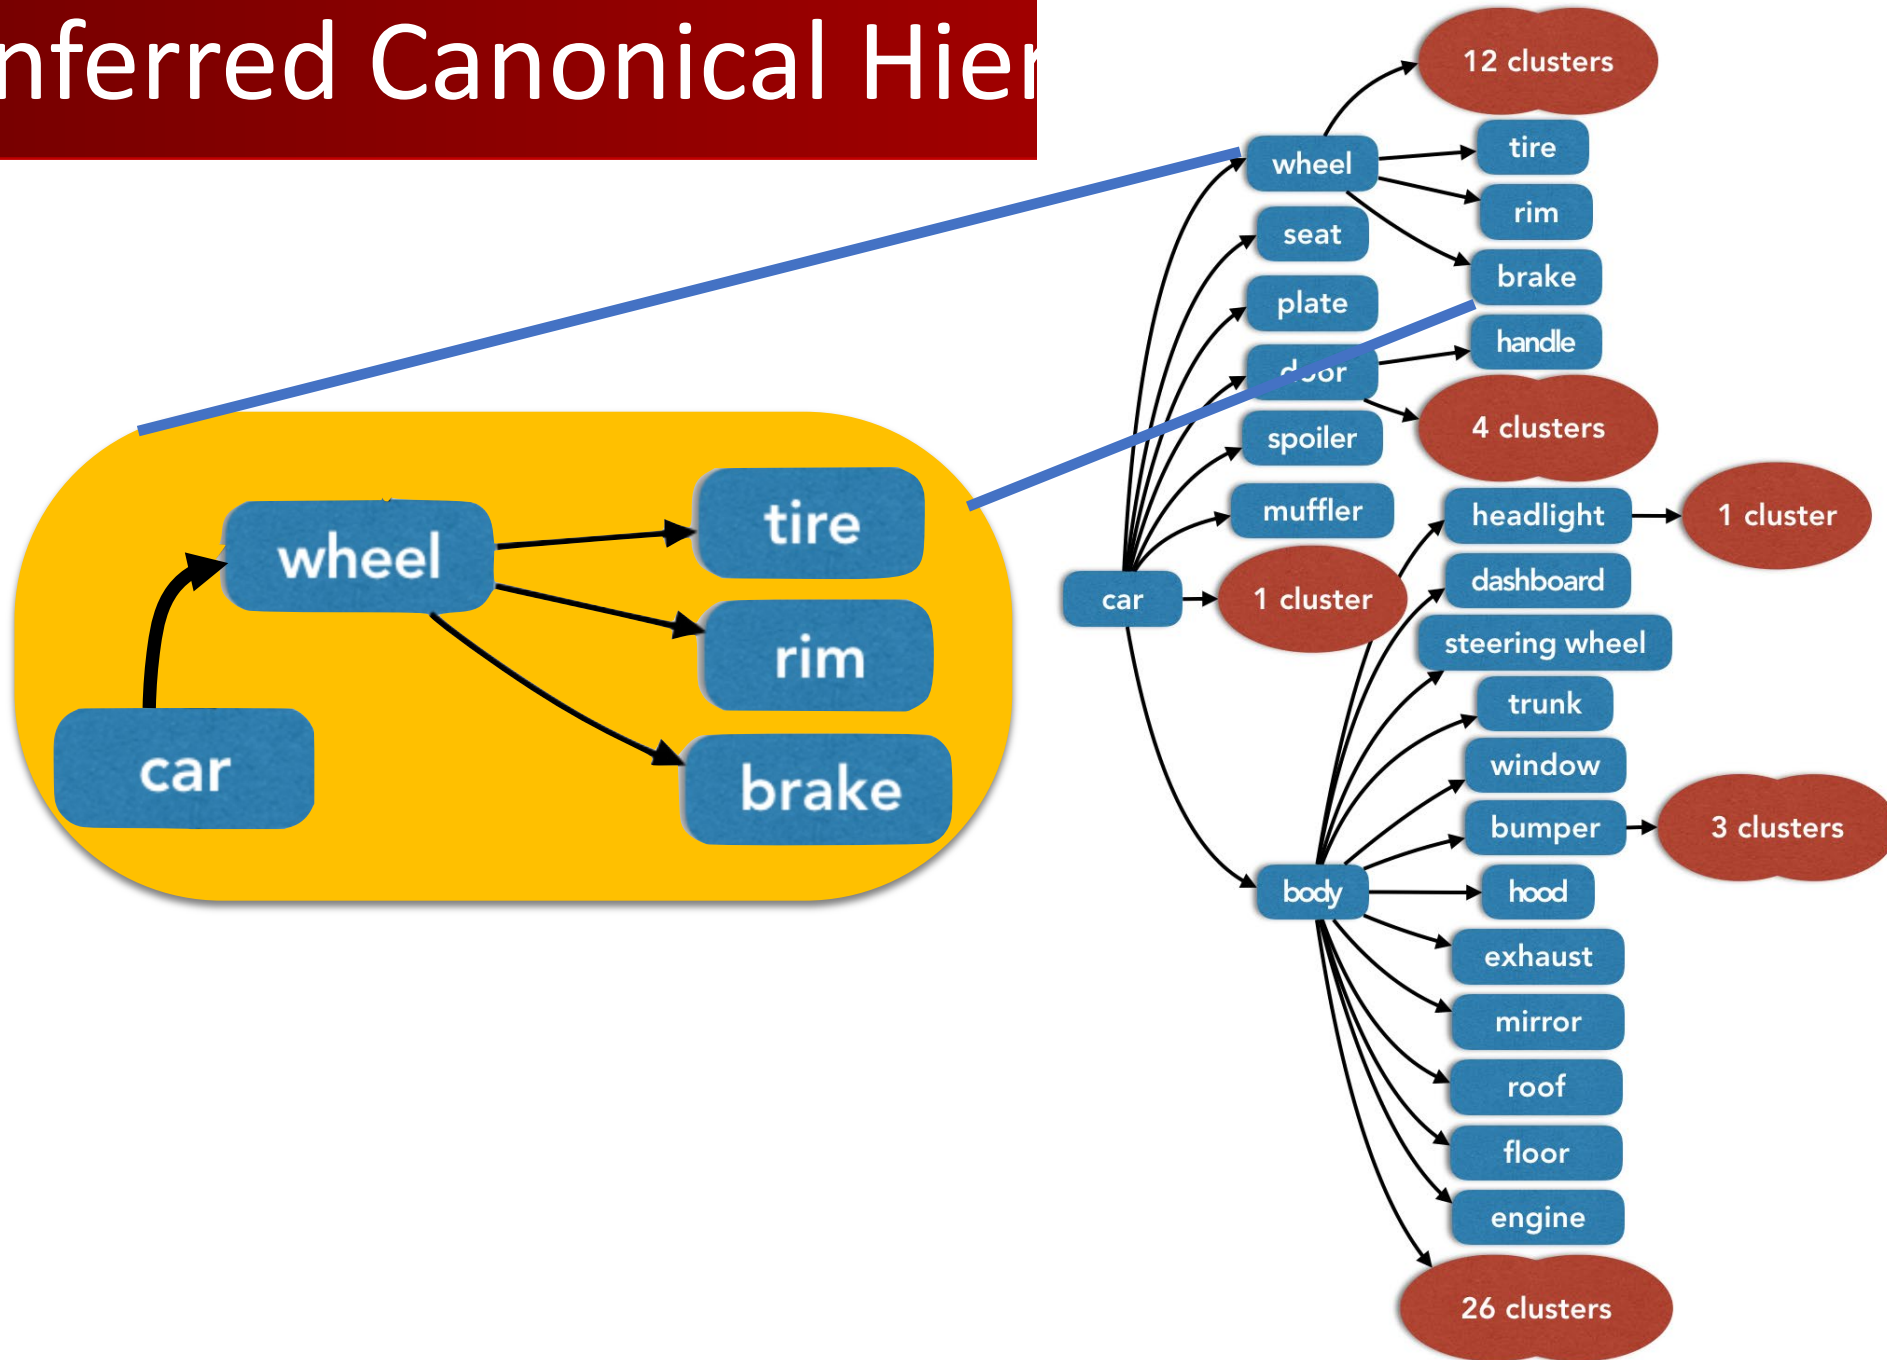 nferred Canonical Hier
wheel
tire
rim
brake
car
12 clusters
wheel
tire
rim
seat
brake
plate
handle
door
4 clusters
spoiler
muffler
headlight
1 cluster
car
1 cluster
dashboard
steering wheel
trunk
window
bumper
3 clusters
body
hood
exhaust
mirror
roof
floor
engine
26 clusters